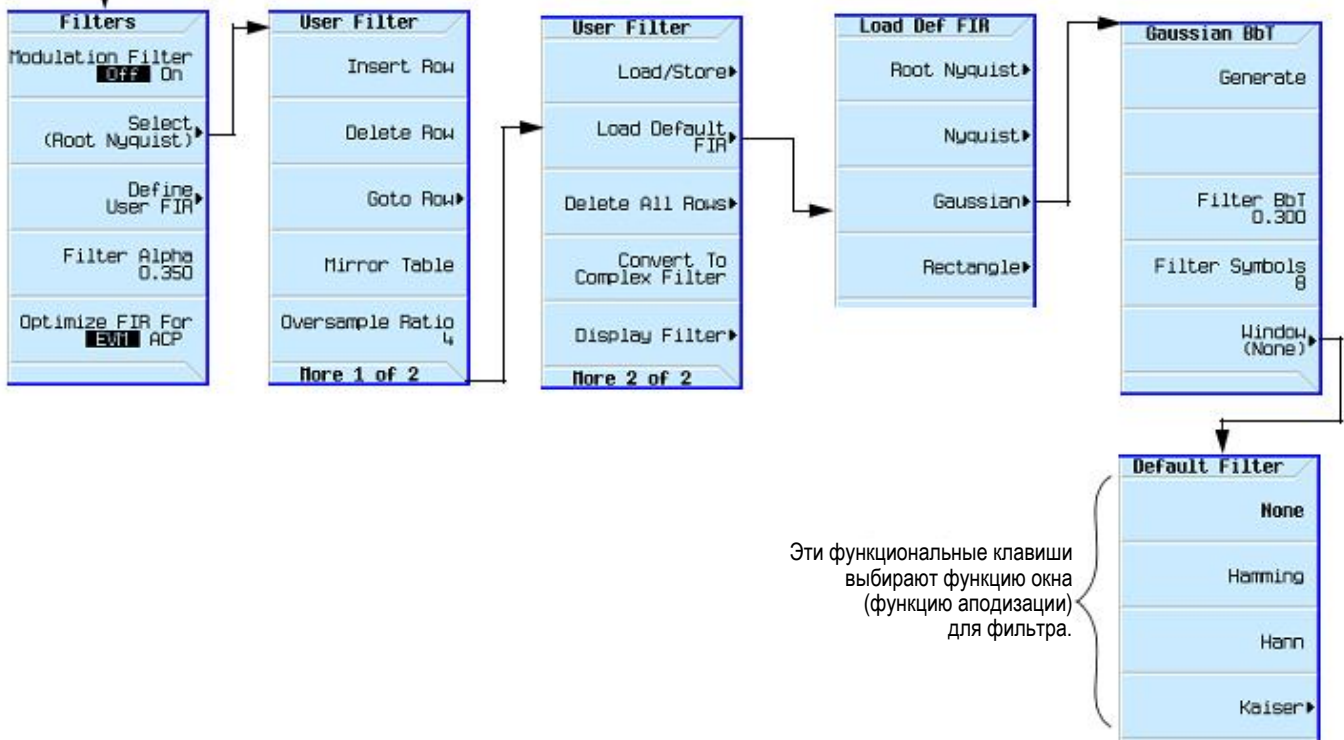 Filters
Modulation Filter
Off On
Select
(Root Nyquist)
Define
User FIR
Filter Alpha
0.350
Optimize FIR For
EVM ACP
User Filter
Insert Row
Delete Row
Goto Row
Mirror Table
Oversample Ratio
4
More 1 of 2
User Filter
Load/Store
Load Default
FIR
Delete All Rows
Convert To
Complex Filter
Display Filter
More 2 of 2
Load Def FIR
Root Nyquist
Nyquist
Gaussian
Rectangle
Gaussian BbT
Generate
Filter BbT
0.300
Filter Symbols
8
Window
(None)
Default Filter
None
Hamming
Hann
Kaiser
Эти функциональные клавиши
выбирают функцию окна
(функцию аподизации)
для фильтра.